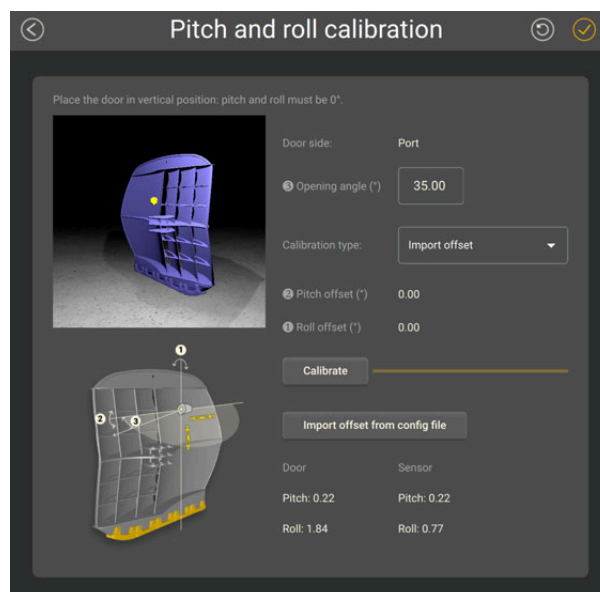 Pitch and roll calibration
Place the door in vertical position: pitch and roll must be 0°.
Door side: Port
❸ Opening angle (°) 35.00
Calibration type: Import offset
❷ Pitch offset (°) 0.00
❶ Roll offset (°) 0.00
1
Calibrate
2
3
Import offset from config file
Door Sensor
Pitch: 0.22 Pitch: 0.22
Roll: 1.84 Roll: 0.77